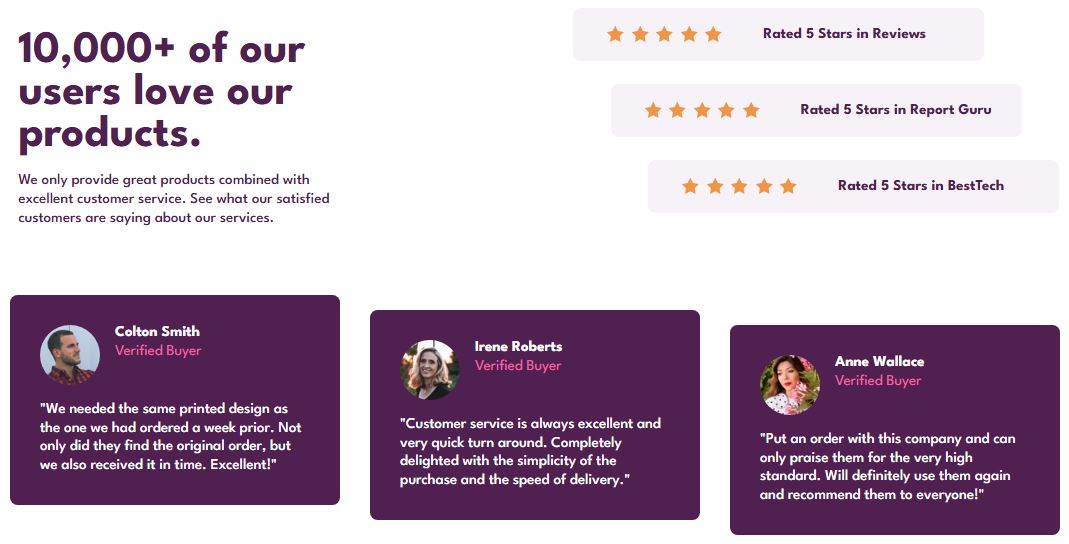 10,000+ of our
users love our
products.
We only provide great products combined with
excellent customer service. See what our satisfied
customers are saying about our services.
Rated 5 Stars in Reviews
Rated 5 Stars in Report Guru
Rated 5 Stars in BestTech
Colton Smith
Verified Buyer
"We needed the same printed design as
the one we had ordered a week prior. Not
only did they find the original order, but
we also received it in time. Excellent!"
Irene Roberts
Verified Buyer
"Customer service is always excellent and
very quick turn around. Completely
delighted with the simplicity of the
purchase and the speed of delivery."
Anne Wallace
Verified Buyer
"Put an order with this company and can
only praise them for the very high
standard. Will definitely use them again
and recommend them to everyone!"